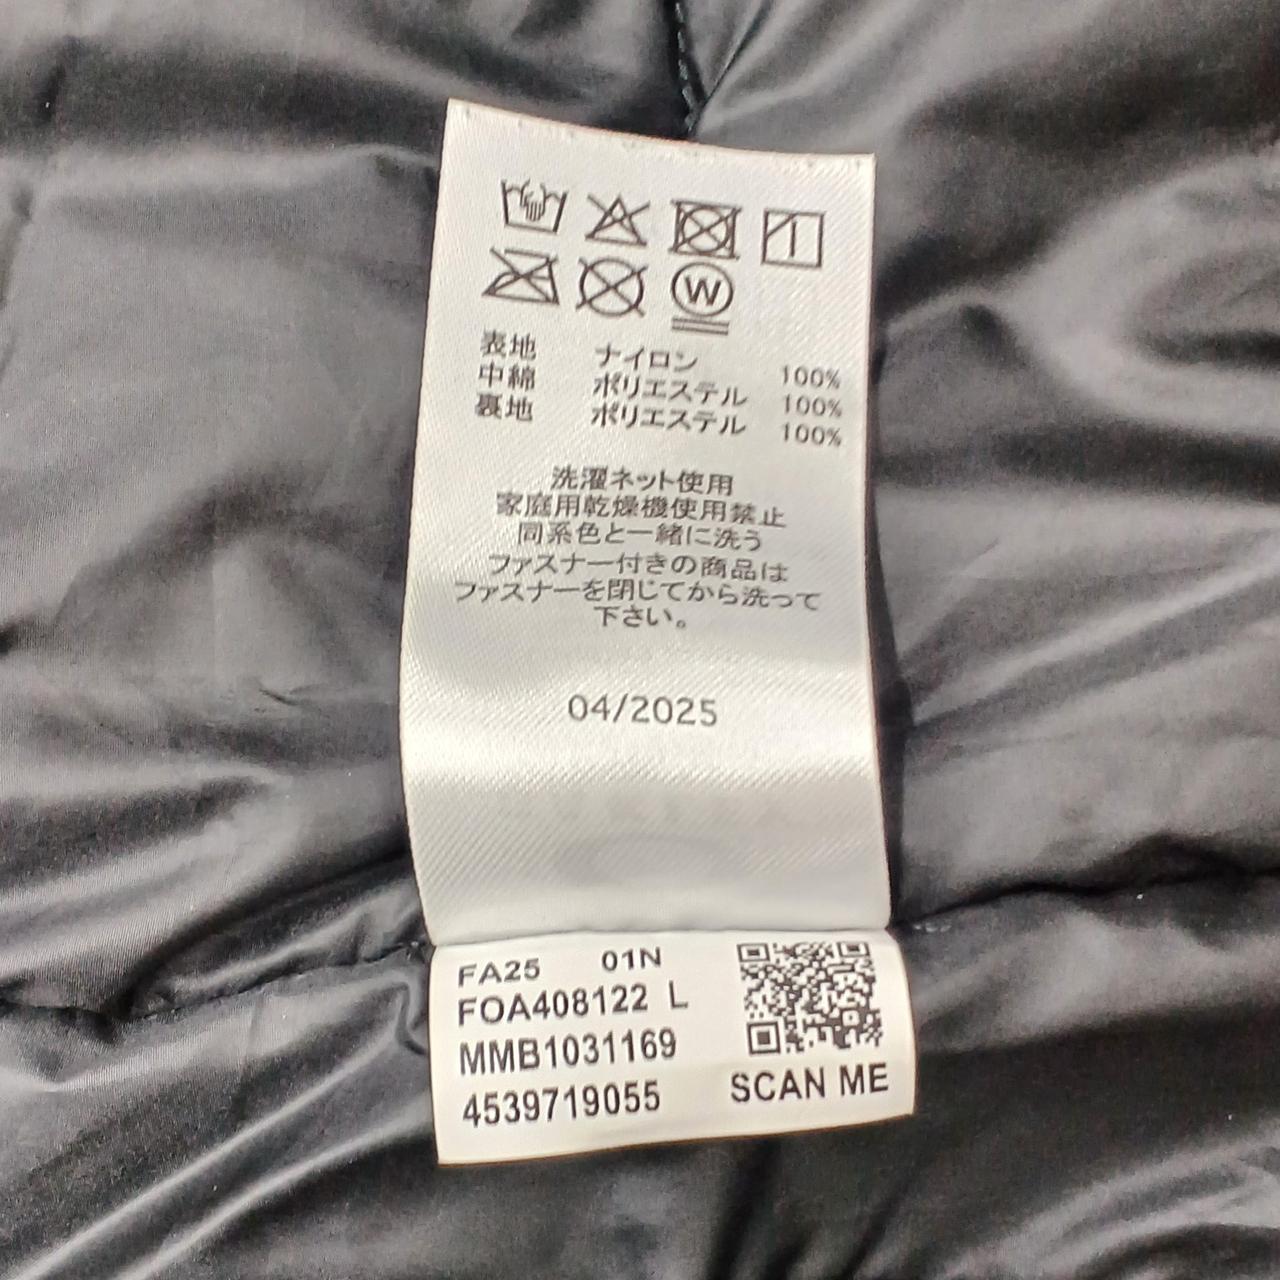 W
表地 ナイロン 100%
中綿 ポリエステル 100%
裏地 ポリエステル 100%
洗濯ネット使用
家庭用乾燥機使用禁止
同系色と一緒に洗う
ファスナー付きの商品は
ファスナーを閉じてから洗って
下さい。
04/2025
FA25 01N
FOA408122 L
MMB1031169
4539719055
SCAN ME